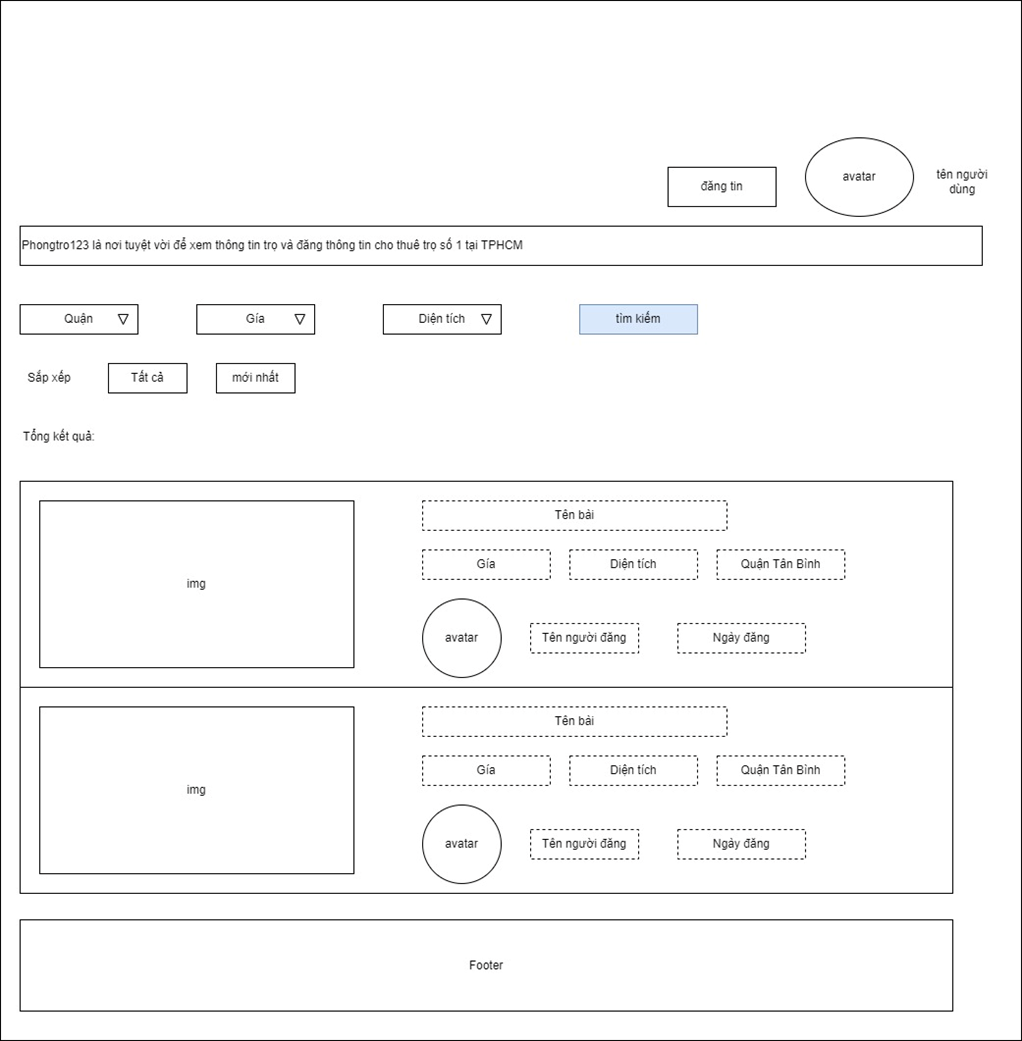 đăng tin
avatar
tên người
dùng
Phongtro123 là nơi tuyệt vời để xem thông tin trọ và đăng thông tin cho thuê trọ số 1 tại TPHCM
Quận
Gía
Diện tích
tìm kiếm
Sắp xếp
Tất cả
mới nhất
Tổng kết quả:
img
Tên bài
Gía
Diện tích
Quận Tân Bình
avatar
Tên người đăng
Ngày đăng
img
Tên bài
Gía
Diện tích
Quận Tân Bình
avatar
Tên người đăng
Ngày đăng
Footer